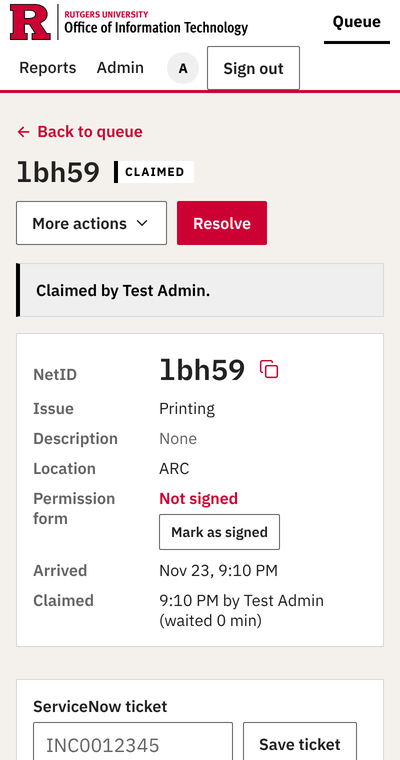 R
RUTGERS UNIVERSITY
Office of Information Technology
Queue
Reports
Admin
A
Sign out
← Back to queue
lbh59
CLAIMED
More actions
Resolve
Claimed by Test Admin.
NetID
lbh59
Issue
Printing
Description
None
Location
ARC
Permission
form
Not signed
Mark as signed
Arrived
Nov 23, 9:10 PM
Claimed
9:10 PM by Test Admin
(waited 0 min)
ServiceNow ticket
INC0012345
Save ticket